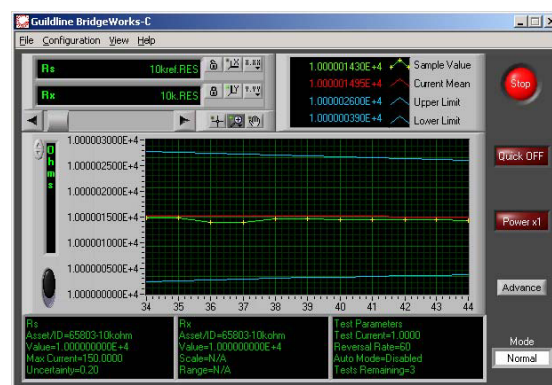 Guildline BridgeWorks-C
File Configuration View Help
Rs 10kref.RES
Rx 10k.RES
1.000001430E+4 Sample Value
1.000001495E+4 Current Mean
1.000002600E+4 Upper Limit
1.000000390E+4 Lower Limit
Stop
Quick OFF
Power x1
Advance
Mode
Normal
Ohms
1.000003000E+4
1.000002500E+4
1.000002000E+4
1.000001500E+4
1.000001000E+4
1.000000500E+4
1.000000000E+4
34 35 36 37 38 39 40 41 42 43 44
Rs
Asset/ID=65803-10kohm
Value=1.000000000E+4
Max Current=150.0000
Uncertainty=0.20
Rx
Asset/ID=65803-10kohm
Value=1.000000000E+4
Scale=N/A
Range=N/A
Test Parameters
Test Current=1.0000
Reversal Rate=60
Auto Mode=Disabled
Tests Remaining=3